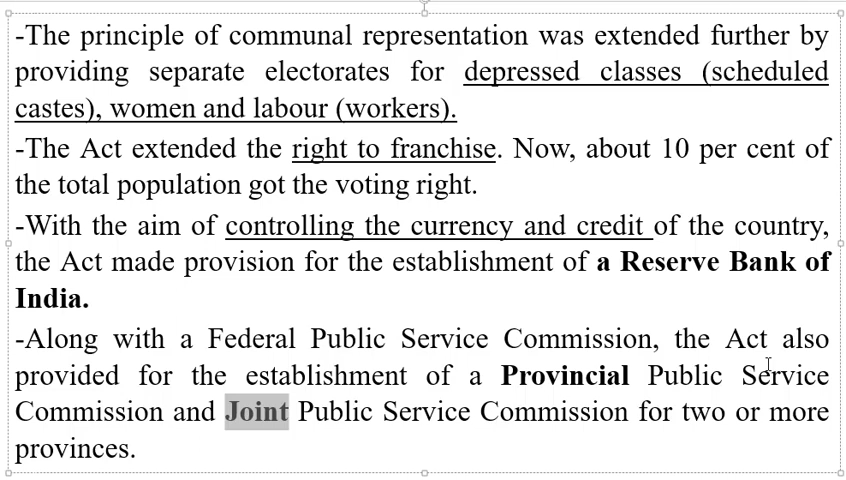 -The principle of communal representation was extended further by
providing separate electorates for depressed classes (scheduled
castes), women and labour (workers).
-The Act extended the right to franchise. Now, about 10 per cent of
the total population got the voting right.
-With the aim of controlling the currency and credit of the country,
the Act made provision for the establishment of a Reserve Bank of
India.
-Along with a Federal Public Service Commission, the Act also
provided for the establishment of a Provincial Public Service
Commission and Joint Public Service Commission for two or more
provinces.